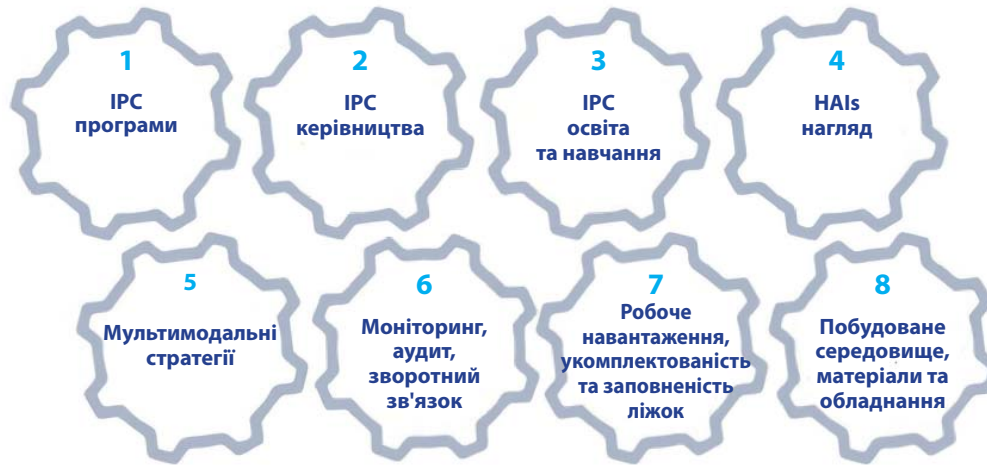 1
IPC
програми
2
IPC
керівництва
3
IPC
освіта
та навчання
4
HAIs
нагляд
5
Мультимодальні
стратегії
6
Моніторинг,
аудит,
зворотний
зв'язок
7
Робоче
навантаження,
укомплектованість
та заповненість
ліжок
8
Побудоване
середовище,
матеріали та
обладнання